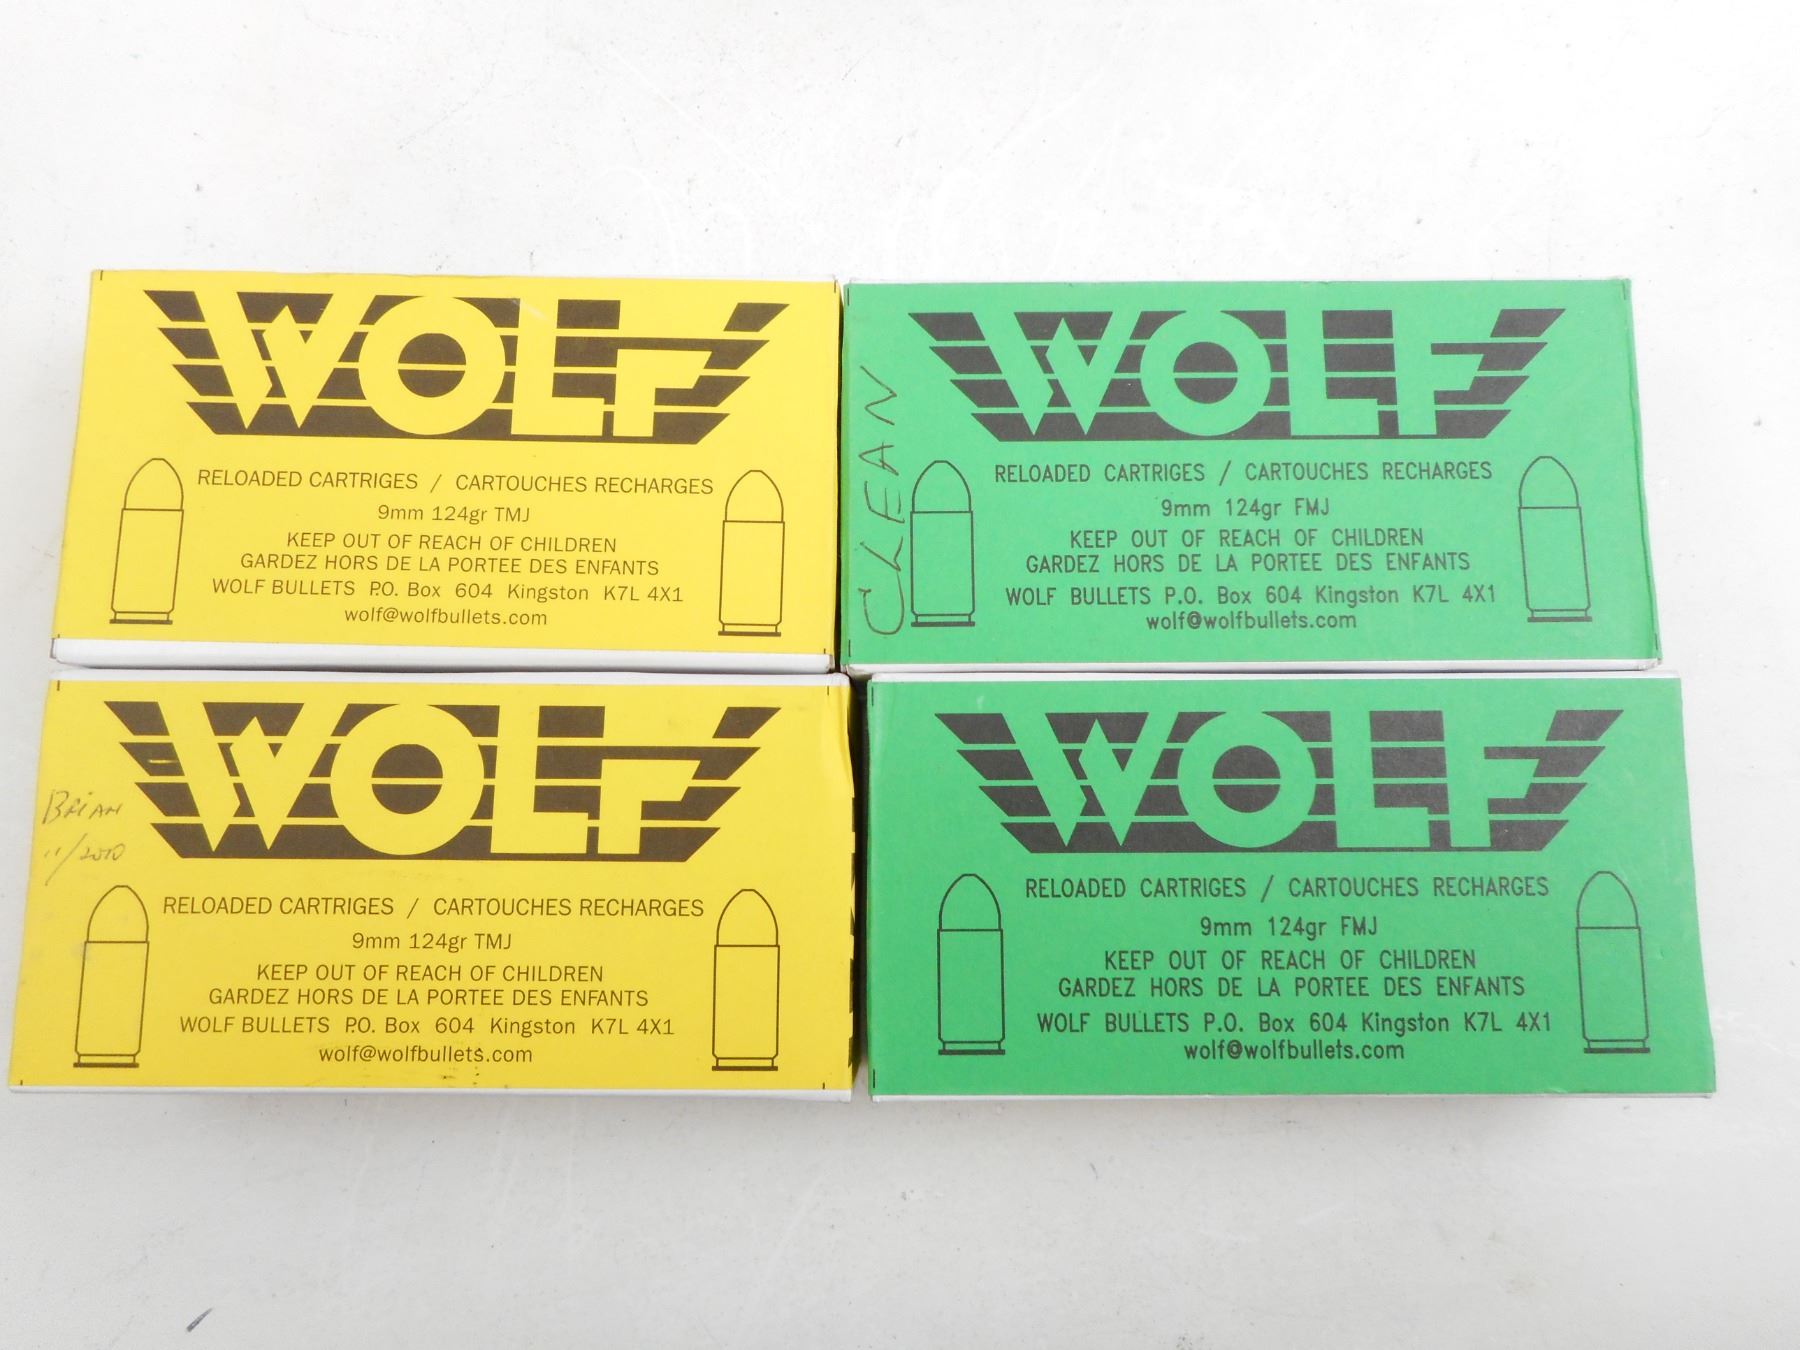 WOLF
RELOADED CARTRIGES / CARTOUCHES RECHARGES
9mm 124gr TMJ
KEEP OUT OF REACH OF CHILDREN
GARDEZ HORS DE LA PORTEE DES ENFANTS
WOLF BULLETS P.O. Box 604 Kingston K7L 4X1
wolf@wolfbullets.com
WOLF
CLEAN
RELOADED CARTRIGES / CARTOUCHES RECHARGES
9mm 124gr FMJ
KEEP OUT OF REACH OF CHILDREN
GARDEZ HORS DE LA PORTEE DES ENFANTS
WOLF BULLETS P.O. Box 604 Kingston K7L 4X1
wolf@wolfbullets.com
WOLF
BRIAN
11/2010
RELOADED CARTRIGES / CARTOUCHES RECHARGES
9mm 124gr TMJ
KEEP OUT OF REACH OF CHILDREN
GARDEZ HORS DE LA PORTEE DES ENFANTS
WOLF BULLETS P.O. Box 604 Kingston K7L 4X1
wolf@wolfbullets.com
WOLF
RELOADED CARTRIGES / CARTOUCHES RECHARGES
9mm 124gr FMJ
KEEP OUT OF REACH OF CHILDREN
GARDEZ HORS DE LA PORTEE DES ENFANTS
WOLF BULLETS P.O. Box 604 Kingston K7L 4X1
wolf@wolfbullets.com